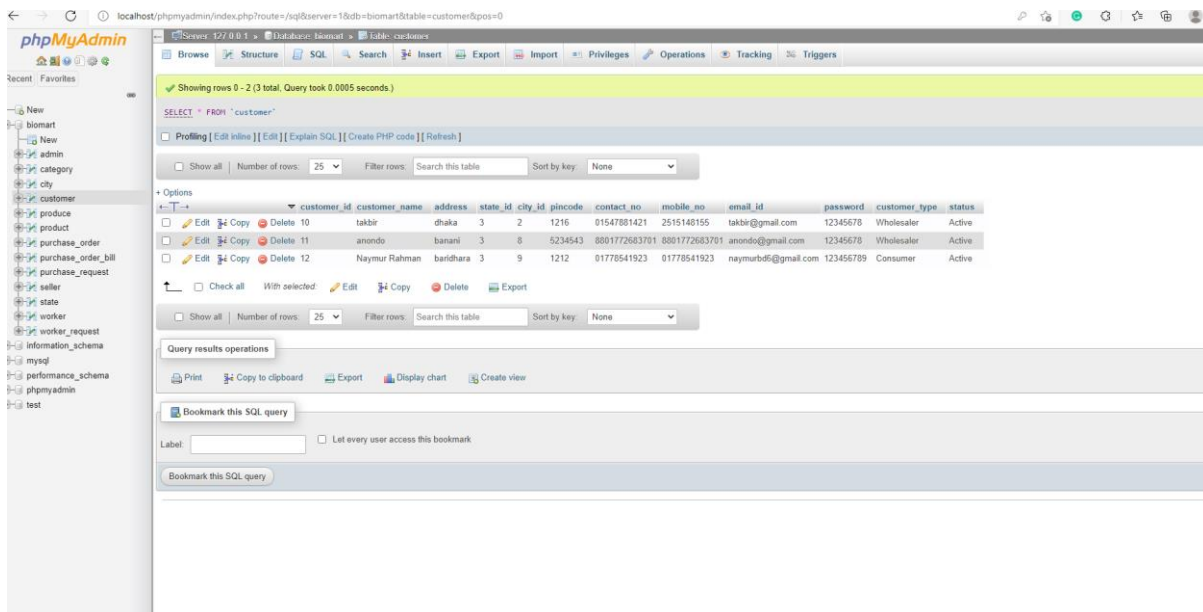 localhost/phpmyadmin/index.php?route=/sql&server=1&db=biomart&table=customer&pos=0
phpMyAdmin
Recent Favorites
New
biomart
New
admin
category
city
customer
produce
product
purchase_order
purchase_order_bill
purchase_request
seller
state
worker
worker_request
information_schema
mysql
performance_schema
phpmyadmin
test
Server: 127.0.0.1 » Database: biomart » Table: customer
Browse Structure SQL Search Insert Export Import Privileges Operations Tracking Triggers
Showing rows 0 - 2 (3 total, Query took 0.0005 seconds.)
SELECT * FROM `customer`
Profiling [ Edit inline ] [ Edit ] [ Explain SQL ] [ Create PHP code ] [ Refresh ]
Show all | Number of rows: 25 Filter rows: Search this table Sort by key: None
+ Options
customer_id customer_name address state_id city_id pincode contact_no mobile_no email_id password customer_type status
Edit Copy Delete 10 takbir dhaka 3 2 1216 01547881421 2515148155 takbir@gmail.com 12345678 Wholesaler Active
Edit Copy Delete 11 anondo banani 3 8 5234543 8801772683701 8801772683701 anondo@gmail.com 12345678 Wholesaler Active
Edit Copy Delete 12 Naymur Rahman baridhara 3 9 1212 01778541923 01778541923 naymurbd6@gmail.com 123456789 Consumer Active
Check all With selected: Edit Copy Delete Export
Show all | Number of rows: 25 Filter rows: Search this table Sort by key: None
Query results operations
Print Copy to clipboard Export Display chart Create view
Bookmark this SQL query
Label: Let every user access this bookmark
Bookmark this SQL query